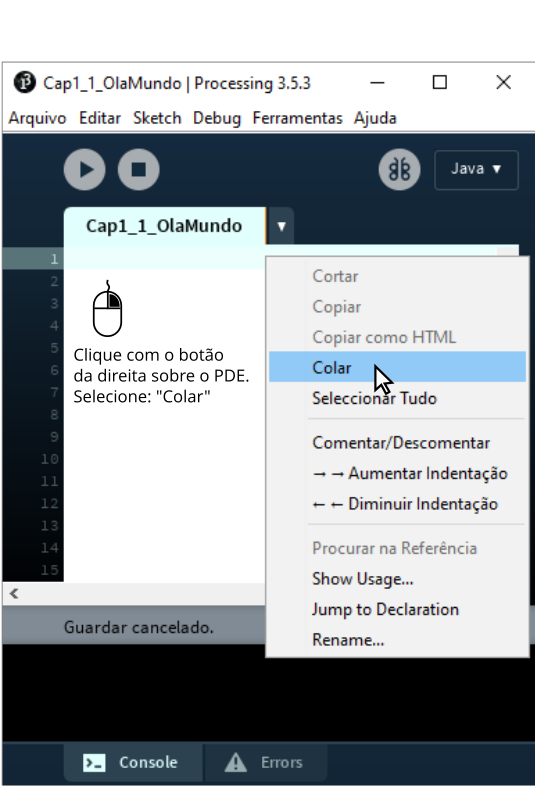 Cap1_1_OlaMundo | Processing 3.5.3
Arquivo Editar Sketch Debug Ferramentas Ajuda
Java ▼
Cap1_1_OlaMundo ▼
1
2
3
4
5
6
7
8
9
10
11
12
13
14
15
Clique com o botão
da direita sobre o PDE.
Selecione: "Colar"
Cortar
Copiar
Copiar como HTML
Colar
Seleccionar Tudo
Comentar/Descomentar
→ → Aumentar Indentação
← ← Diminuir Indentação
Procurar na Referência
Show Usage...
Jump to Declaration
Rename...
Guardar cancelado.
Console Errors